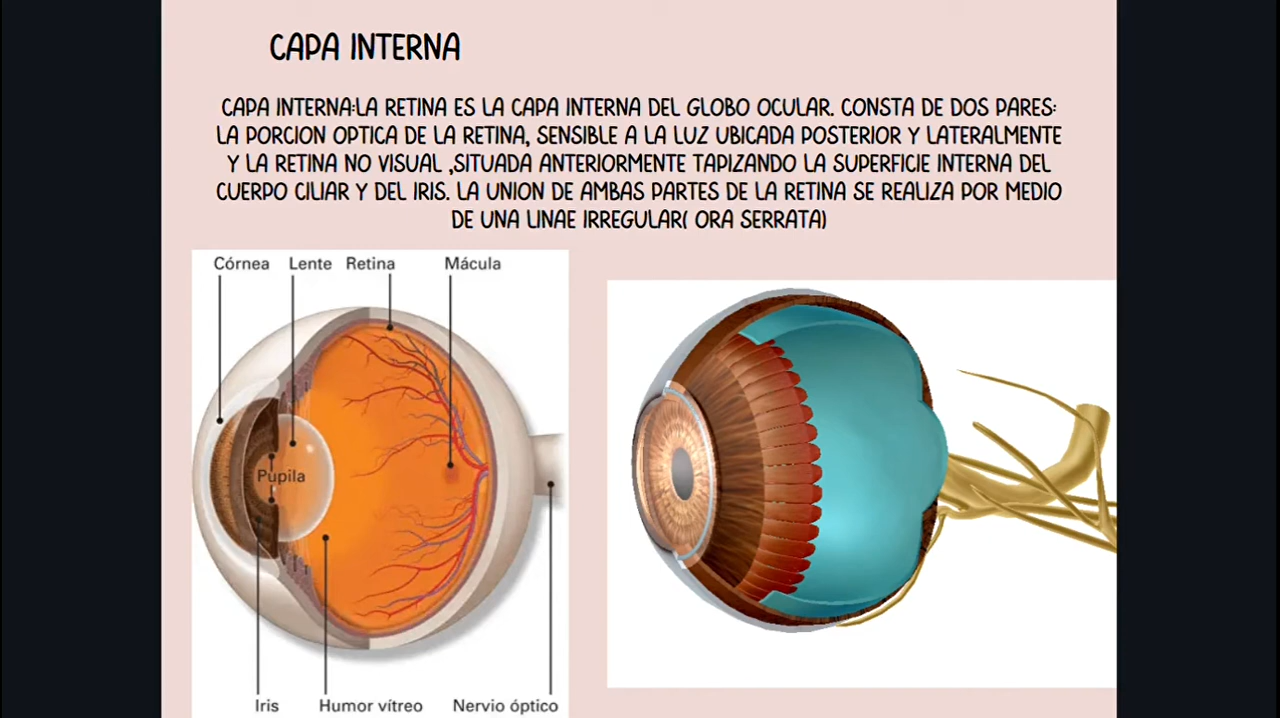 CAPA INTERNA
CAPA INTERNA:LA RETINA ES LA CAPA INTERNA DEL GLOBO OCULAR. CONSTA DE DOS PARES:
LA PORCION OPTICA DE LA RETINA, SENSIBLE A LA LUZ UBICADA POSTERIOR Y LATERALMENTE
Y LA RETINA NO VISUAL ,SITUADA ANTERIORMENTE TAPIZANDO LA SUPERFICIE INTERNA DEL
CUERPO CILIAR Y DEL IRIS. LA UNION DE AMBAS PARTES DE LA RETINA SE REALIZA POR MEDIO
DE UNA LINAE IRREGULAR( ORA SERRATA)
Córnea Lente Retina Mácula
Pupila
Iris Humor vítreo Nervio óptico